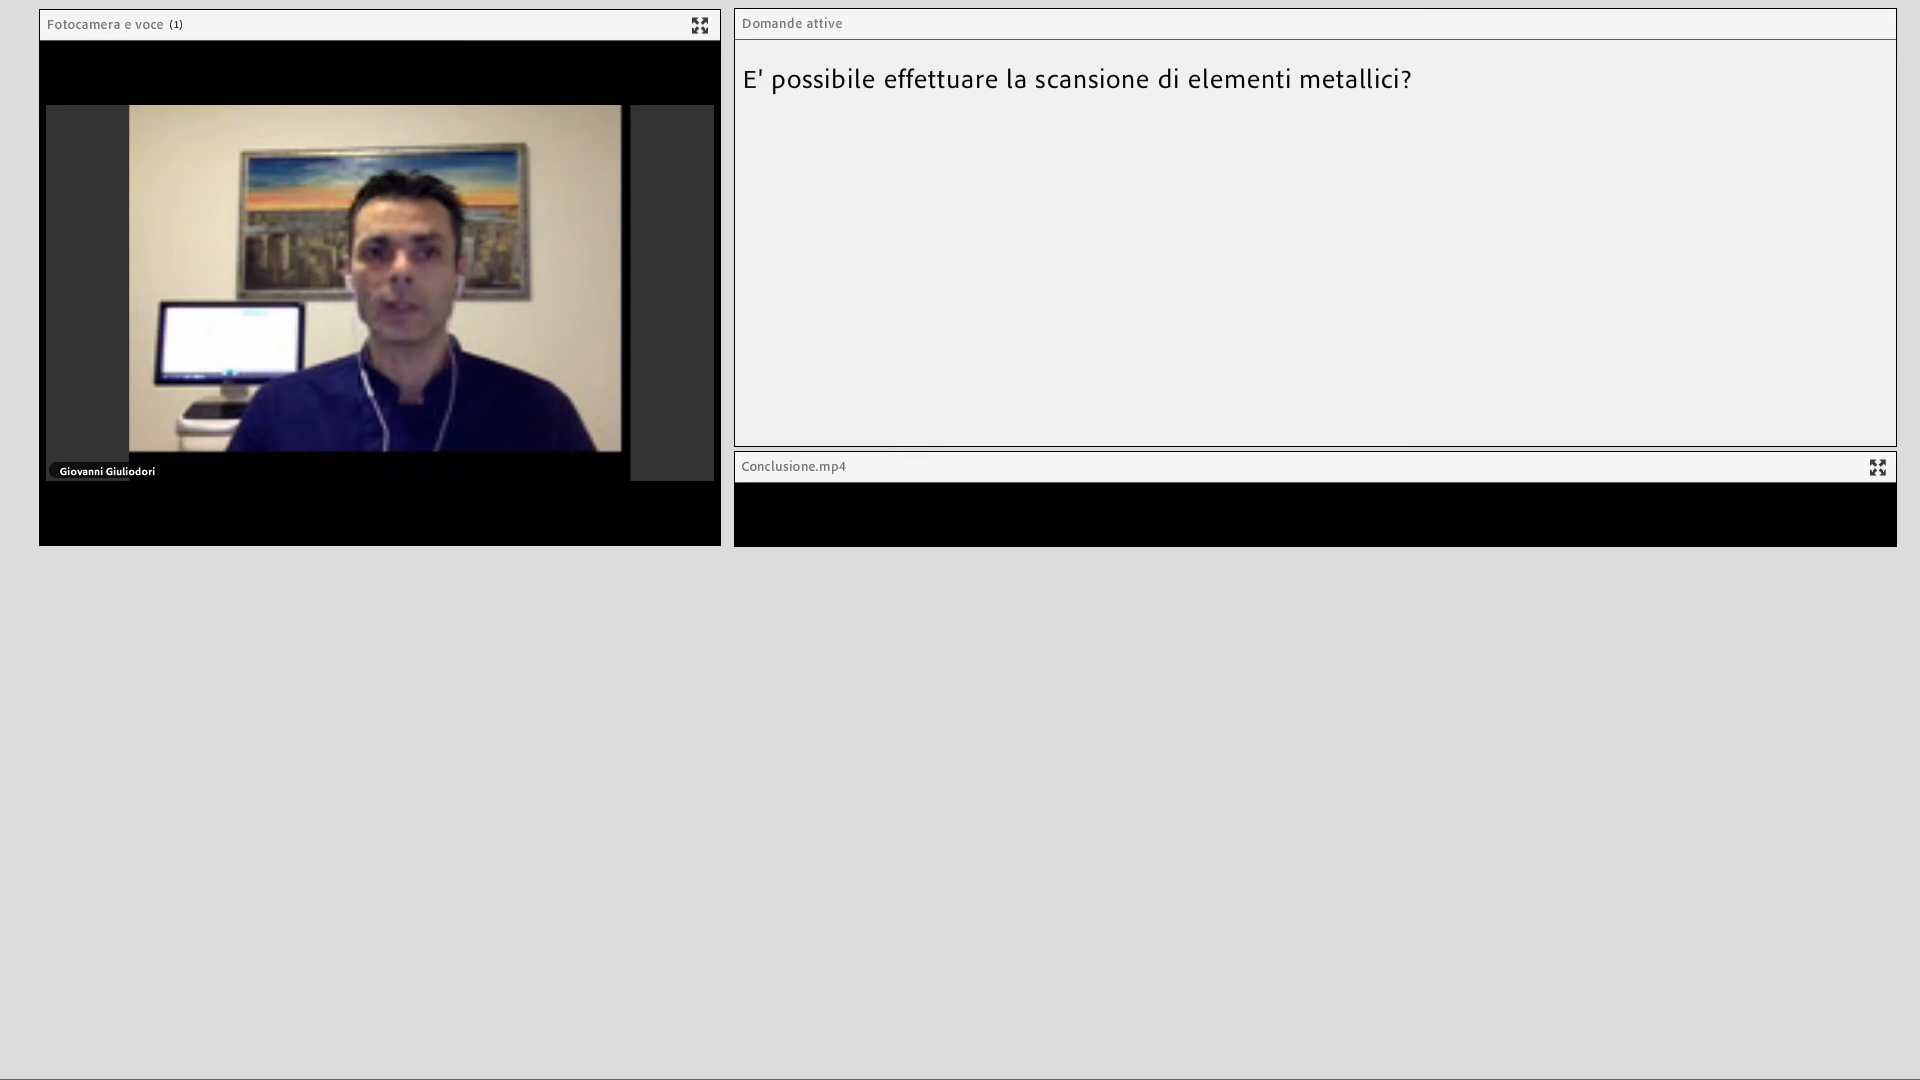 Fotocamera e voce (1)
Giovanni Giuliodori
Domande attive
E' possibile effettuare la scansione di elementi metallici?
Conclusione.mp4